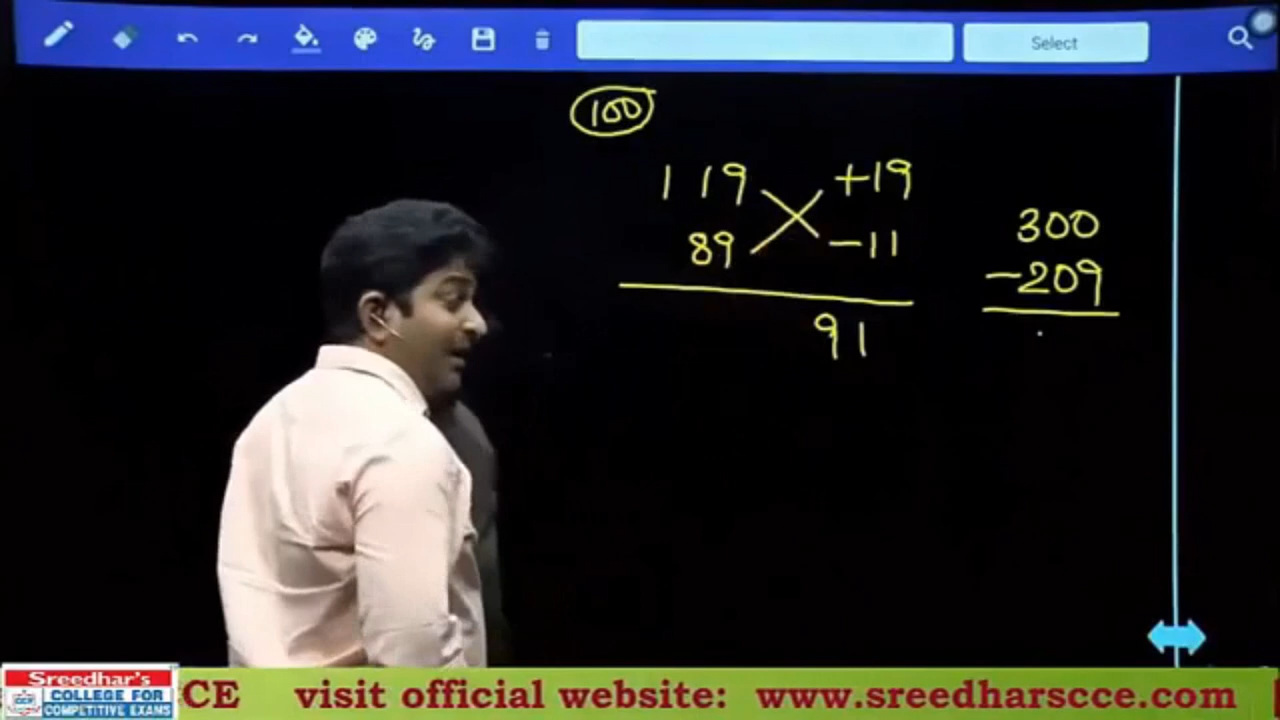 Select
100
119 +19
89 -11
91
300
-209
Sreedhar's
COLLEGE FOR
COMPETITIVE EXAMS
CE visit official website: www.sreedharscce.com